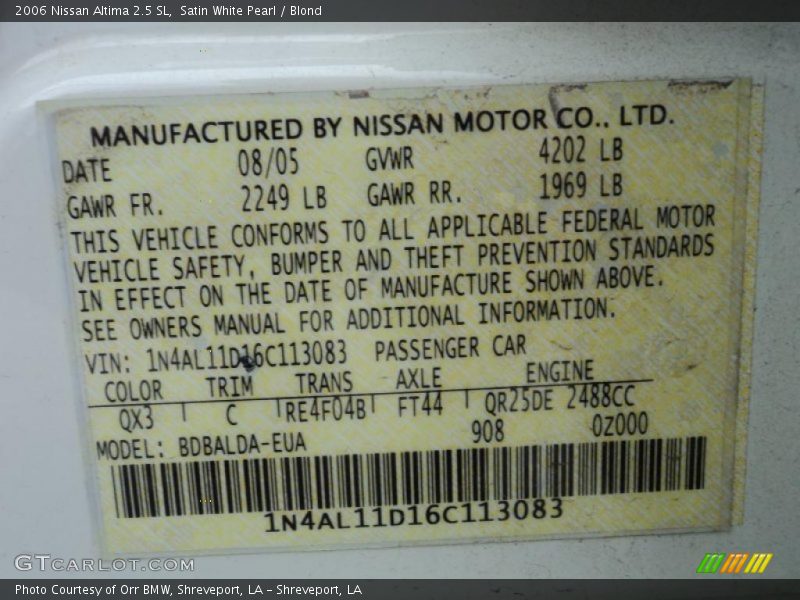 2006 Nissan Altima 2.5 SL,  Satin White Pearl / Blond
MANUFACTURED BY NISSAN MOTOR CO., LTD.
DATE 08/05 GVWR 4202 LB
GAWR FR. 2249 LB GAWR RR. 1969 LB
THIS VEHICLE CONFORMS TO ALL APPLICABLE FEDERAL MOTOR
VEHICLE SAFETY, BUMPER AND THEFT PREVENTION STANDARDS
IN EFFECT ON THE DATE OF MANUFACTURE SHOWN ABOVE.
SEE OWNERS MANUAL FOR ADDITIONAL INFORMATION.
VIN: 1N4AL11D16C113083 PASSENGER CAR
COLOR TRIM TRANS AXLE ENGINE
QX3 C RE4F04B FT44 QR25DE 2488CC
MODEL: BDBALDA-EUA 908 0Z000
1N4AL11D16C113083
GTCARLOT.COM
Photo Courtesy of Orr BMW, Shreveport, LA – Shreveport, LA